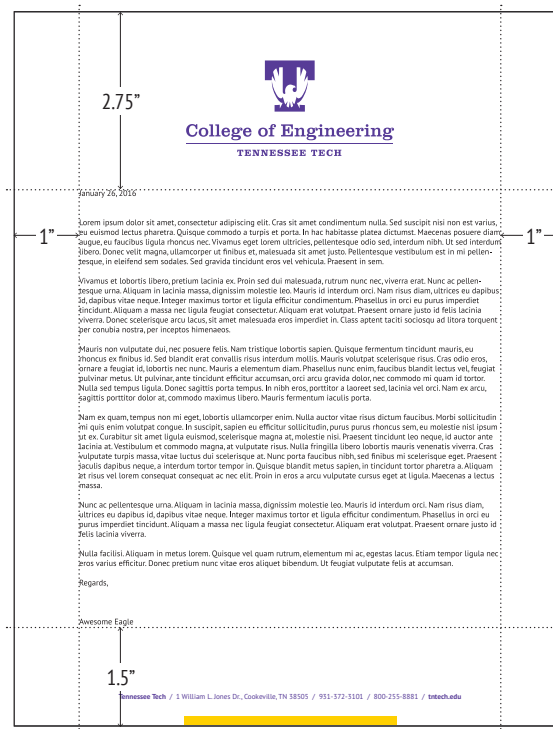 2.75”
College of Engineering
TENNESSEE TECH
January 26, 2016
Lorem ipsum dolor sit amet, consectetur adipiscing elit. Cras sit amet condimentum nulla. Sed suscipit nisi non est varius,
eu euismod lectus pharetra. Quisque commodo a turpis et porta. In hac habitasse platea dictumst. Maecenas posuere diam
augue, eu faucibus ligula rhoncus nec. Vivamus eget lorem ultricies, pellentesque odio sed, interdum nibh. Ut sed interdum
libero. Donec velit magna, ullamcorper ut finibus et, malesuada sit amet justo. Pellentesque vestibulum est in mi pellen-
tesque, in eleifend sem sodales. Sed gravida tincidunt eros vel vehicula. Praesent in sem.
1”
1”
Vivamus et lobortis libero, pretium lacinia ex. Proin sed dui malesuada, rutrum nunc nec, viverra erat. Nunc ac pellen-
tesque urna. Aliquam in lacinia massa, dignissim molestie leo. Mauris id interdum orci. Nam risus diam, ultrices eu dapibus
id, dapibus vitae neque. Integer maximus tortor et ligula efficitur condimentum. Phasellus in orci eu purus imperdiet
tincidunt. Aliquam a massa nec ligula feugiat consectetur. Aliquam erat volutpat. Praesent ornare justo id felis lacinia
viverra. Donec scelerisque arcu lacus, sit amet malesuada eros imperdiet in. Class aptent taciti sociosqu ad litora torquent
per conubia nostra, per inceptos himenaeos.
Mauris non vulputate dui, nec posuere felis. Nam tristique lobortis sapien. Quisque fermentum tincidunt mauris, eu
rhoncus ex finibus id. Sed blandit erat convallis risus interdum mollis. Mauris volutpat scelerisque risus. Cras odio eros,
ornare a feugiat id, lobortis nec nunc. Mauris a elementum diam. Phasellus nunc enim, faucibus blandit lectus vel, feugiat
pulvinar metus. Ut pulvinar, ante tincidunt efficitur accumsan, orci arcu gravida dolor, nec commodo mi quam id tortor.
Nulla sed tempus ligula. Donec sagittis porta tempus. In nibh eros, porttitor a laoreet sed, lacinia vel orci. Nam ex arcu,
sagittis porttitor dolor at, commodo maximus libero. Mauris fermentum iaculis porta.
Nam ex quam, tempus non mi eget, lobortis ullamcorper enim. Nulla auctor vitae risus dictum faucibus. Morbi sollicitudin
mi quis enim volutpat congue. In suscipit, sapien eu efficitur sollicitudin, purus purus rhoncus sem, eu molestie nisl ipsum
ut ex. Curabitur sit amet ligula euismod, scelerisque magna at, molestie nisi. Praesent tincidunt leo neque, id auctor ante
lacinia at. Vestibulum et commodo magna, at vulputate risus. Nulla fringilla libero lobortis mauris venenatis viverra. Cras
vulputate turpis massa, vitae luctus dui scelerisque at. Nunc porta faucibus nibh, sed finibus mi scelerisque eget. Praesent
iaculis dapibus neque, a interdum tortor tempor in. Quisque blandit metus sapien, in tincidunt tortor pharetra a. Aliquam
et risus vel lorem consequat consequat ac nec elit. Proin in eros a arcu vulputate cursus eget at ligula. Maecenas a lectus
massa.
Nunc ac pellentesque urna. Aliquam in lacinia massa, dignissim molestie leo. Mauris id interdum orci. Nam risus diam,
ultrices eu dapibus id, dapibus vitae neque. Integer maximus tortor et ligula efficitur condimentum. Phasellus in orci eu
purus imperdiet tincidunt. Aliquam a massa nec ligula feugiat consectetur. Aliquam erat volutpat. Praesent ornare justo id
felis lacinia viverra.
Nulla facilisi. Aliquam in metus lorem. Quisque vel quam rutrum, elementum mi ac, egestas lacus. Etiam tempor ligula nec
eros varius efficitur. Donec pretium nunc vitae eros aliquet bibendum. Ut feugiat vulputate felis at accumsan.
Regards,
Awesome Eagle
1.5”
Tennessee Tech / 1 William L. Jones Dr., Cookeville, TN 38505 / 931-372-3101 / 800-255-8881 / tntech.edu